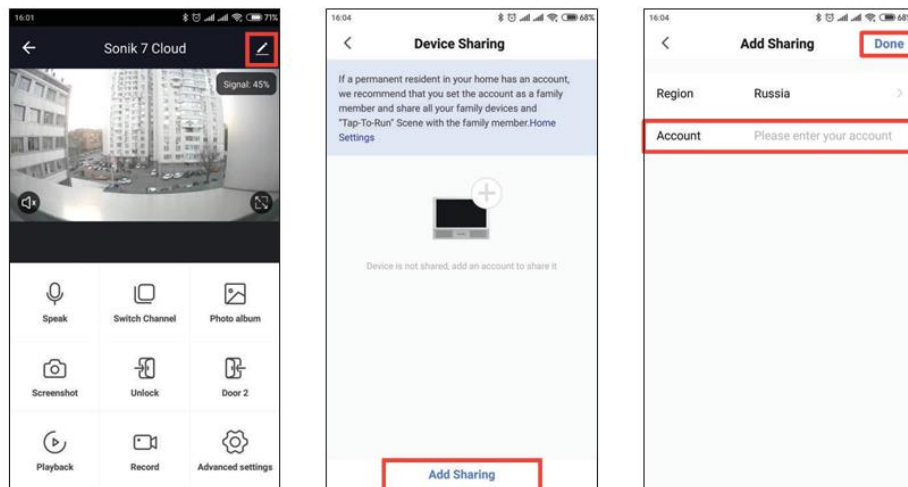 16:01
71%
Sonik 7 Cloud
Signal: 45%
Speak
Switch Channel
Photo album
Screenshot
Unlock
Door 2
Playback
Record
Advanced settings
16:04
68%
Device Sharing
If a permanent resident in your home has an account,
we recommend that you set the account as a family
member and share all your family devices and
"Tap-To-Run" Scene with the family member.Home
Settings
Device is not shared, add an account to share it
Add Sharing
16:04
68%
Add Sharing
Done
Region
Russia
Account
Please enter your account